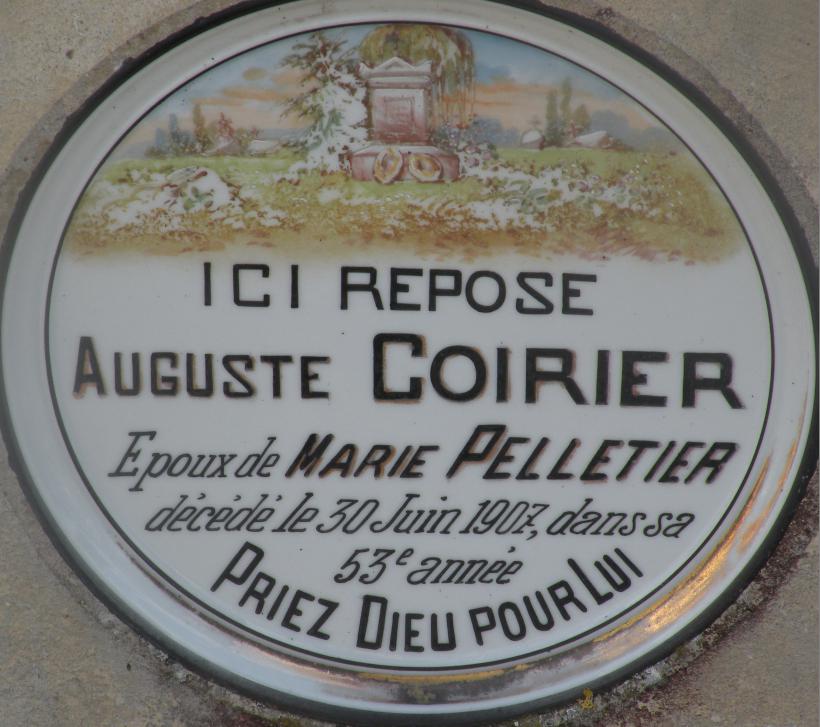 ICI REPOSE
AUGUSTE COIRIER
Epoux de MARIE PELLETIER
décédé le 30 Juin 1907, dans sa
53e année
PRIEZ DIEU POUR LUI